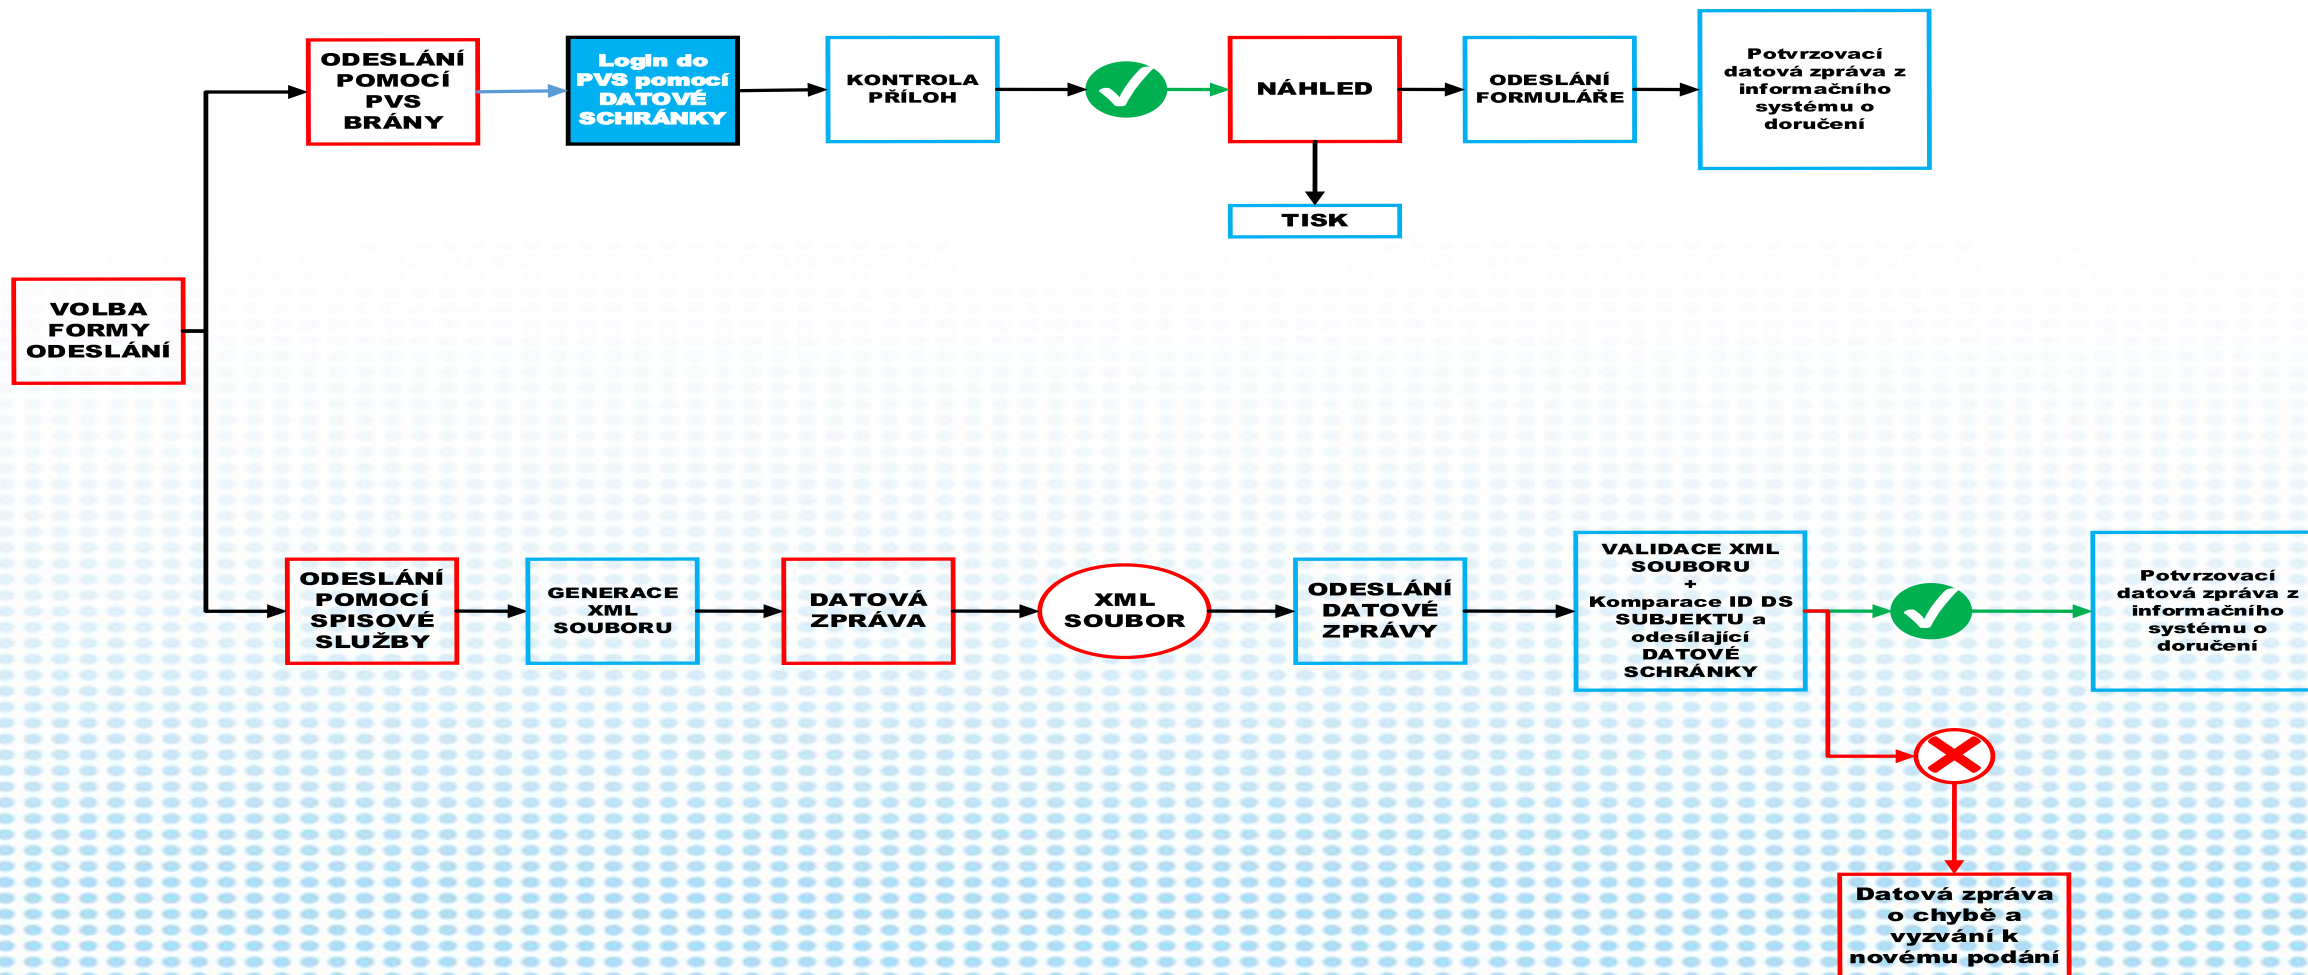 ODESLÁNÍ
POMOCÍ
PVS
BRÁNY
Login do
PVS pomocí
DATOVÉ
SCHRÁNKY
KONTROLA
PŘÍLOH
NÁHLED
ODESLÁNÍ
FORMULÁŘE
Potvrzovací
datová zpráva z
informačního
systému o
doručení
TISK
VOLBA
FORMY
ODESLÁNÍ
ODESLÁNÍ
POMOCÍ
SPISOVÉ
SLUŽBY
GENERACE
XML
SOUBORU
DATOVÁ
ZPRÁVA
XML
SOUBOR
ODESLÁNÍ
DATOVÉ
ZPRÁVY
VALIDACE XML
SOUBORU
+
Komparace ID DS
SUBJEKTU a
odesílající
DATOVÉ
SCHRÁNKY
Potvrzovací
datová zpráva z
informačního
systému o
doručení
Datová zpráva
o chybě a
vyzvání k
novému podání